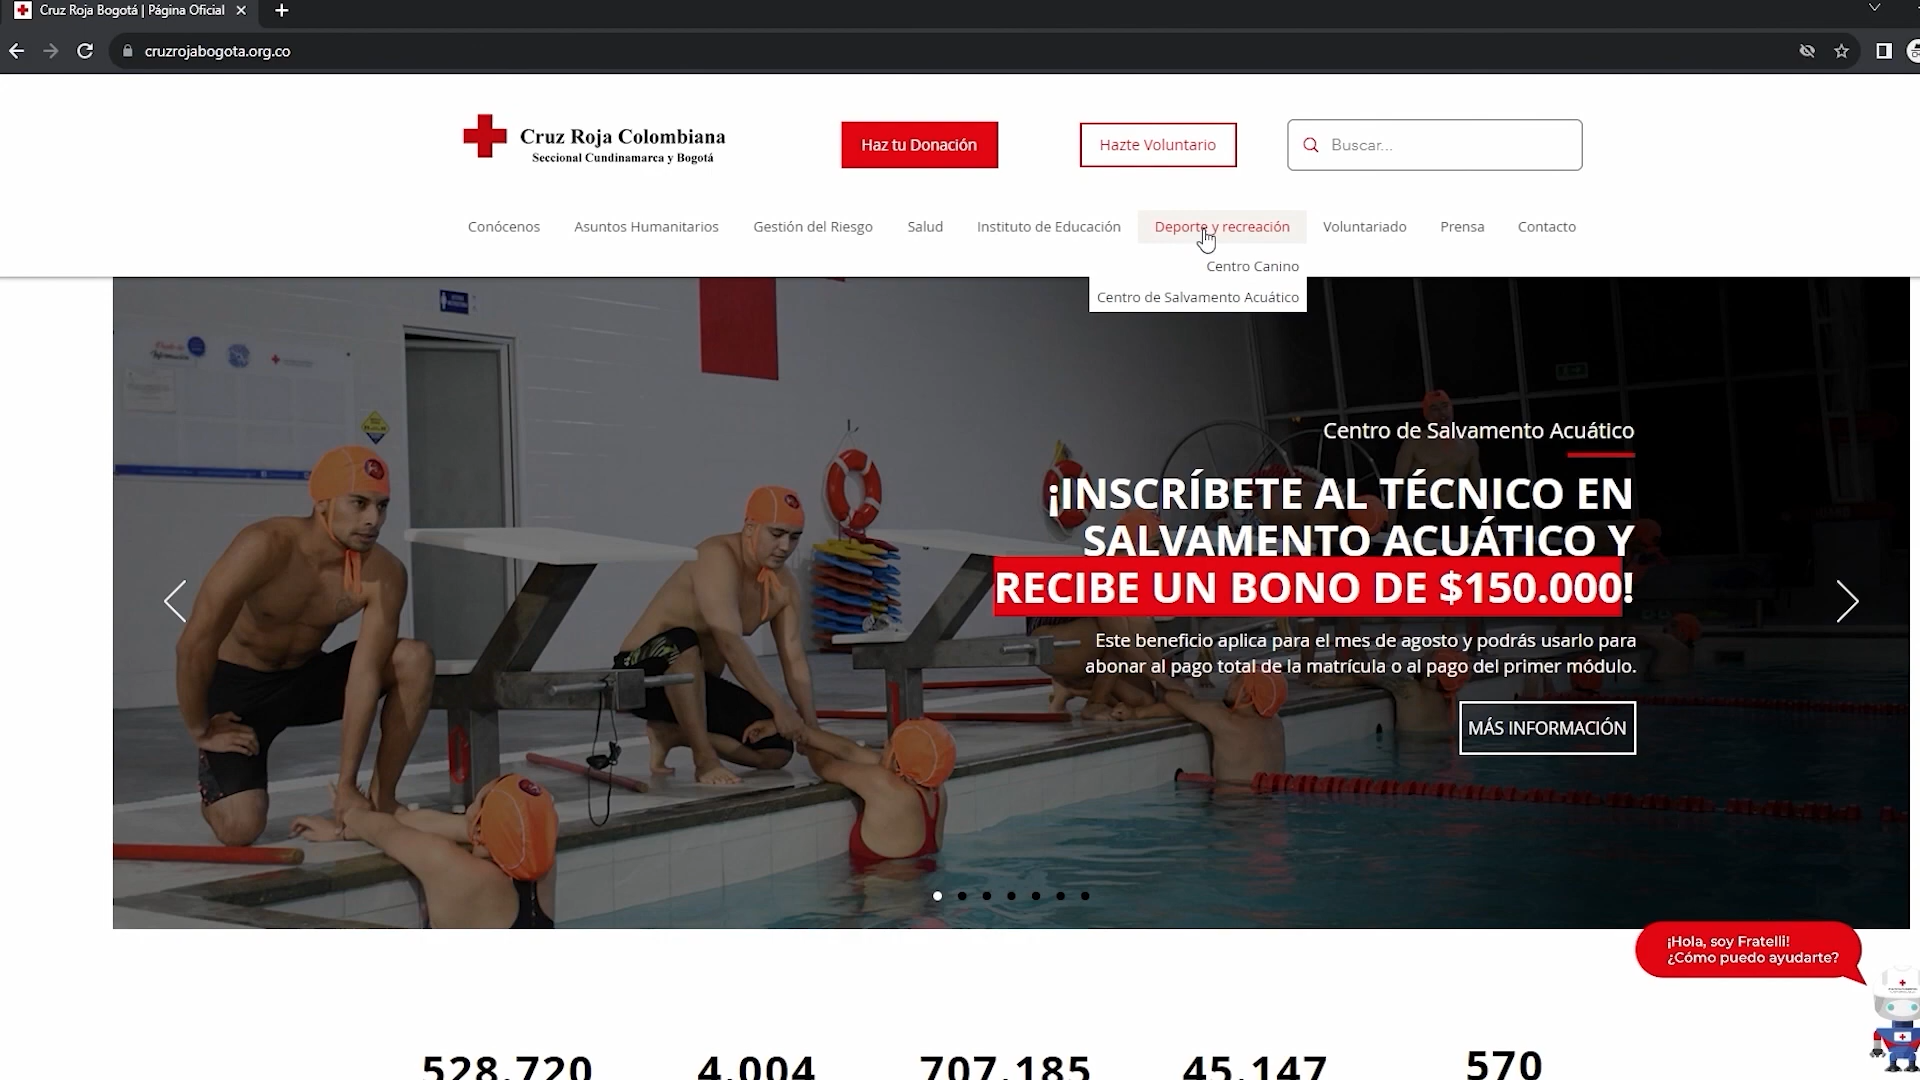 Cruz Roja Bogotá | Página Oficial
cruzrojabogota.org.co
Cruz Roja Colombiana
Seccional Cundinamarca y Bogotá
Haz tu Donación
Hazte Voluntario
Buscar...
Conócenos
Asuntos Humanitarios
Gestión del Riesgo
Salud
Instituto de Educación
Deporte y recreación
Voluntariado
Prensa
Contacto
Centro Canino
Centro de Salvamento Acuático
Centro de Salvamento Acuático
¡INSCRÍBETE AL TÉCNICO EN
SALVAMENTO ACUÁTICO Y
RECIBE UN BONO DE $150.000!
Este beneficio aplica para el mes de agosto y podrás usarlo para
abonar al pago total de la matrícula o al pago del primer módulo.
MÁS INFORMACIÓN
¡Hola, soy Fratelli!
¿Cómo puedo ayudarte?
528.720
4.004
707.185
45.147
570